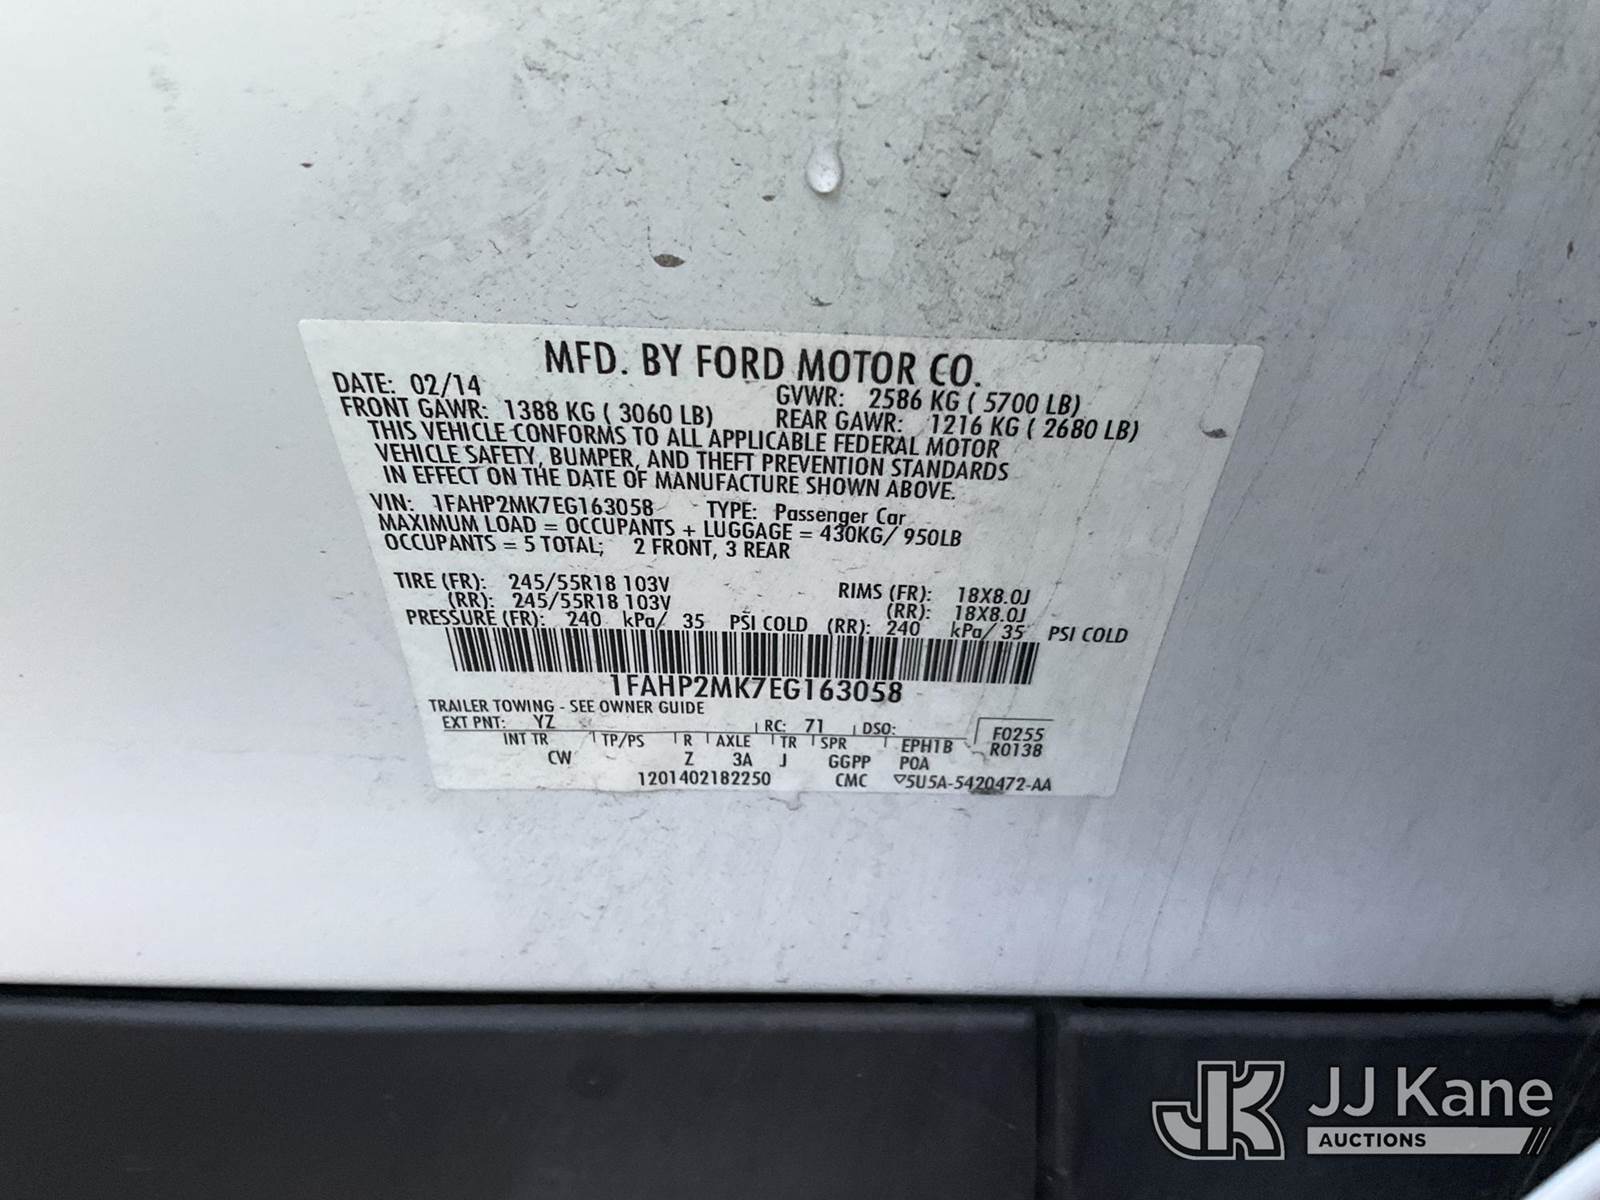 MFD. BY FORD MOTOR CO.
DATE: 02/14 GVWR: 2586 KG ( 5700 LB)
FRONT GAWR: 1388 KG ( 3060 LB) REAR GAWR: 1216 KG ( 2680 LB)
THIS VEHICLE CONFORMS TO ALL APPLICABLE FEDERAL MOTOR
VEHICLE SAFETY, BUMPER, AND THEFT PREVENTION STANDARDS
IN EFFECT ON THE DATE OF MANUFACTURE SHOWN ABOVE.
VIN: 1FAHP2MK7EG163058 TYPE: Passenger Car
MAXIMUM LOAD = OCCUPANTS + LUGGAGE = 430KG/ 950LB
OCCUPANTS = 5 TOTAL; 2 FRONT, 3 REAR
TIRE (FR): 245/55R18 103V RIMS (FR): 18X8.0J
(RR): 245/55R18 103V (RR): 18X8.0J
PRESSURE (FR): 240 kPa/ 35 PSI COLD (RR): 240 kPa/ 35 PSI COLD
1FAHP2MK7EG163058
TRAILER TOWING - SEE OWNER GUIDE
EXT PNT: YZ RC: 71 DSO: F0255
INT TR TP/PS R AXLE TR SPR EPH1B R0138
CW Z 3A J GGPP P0A
1201402182250 CMC ▽5U5A-5420472-AA
JK JJ Kane
AUCTIONS